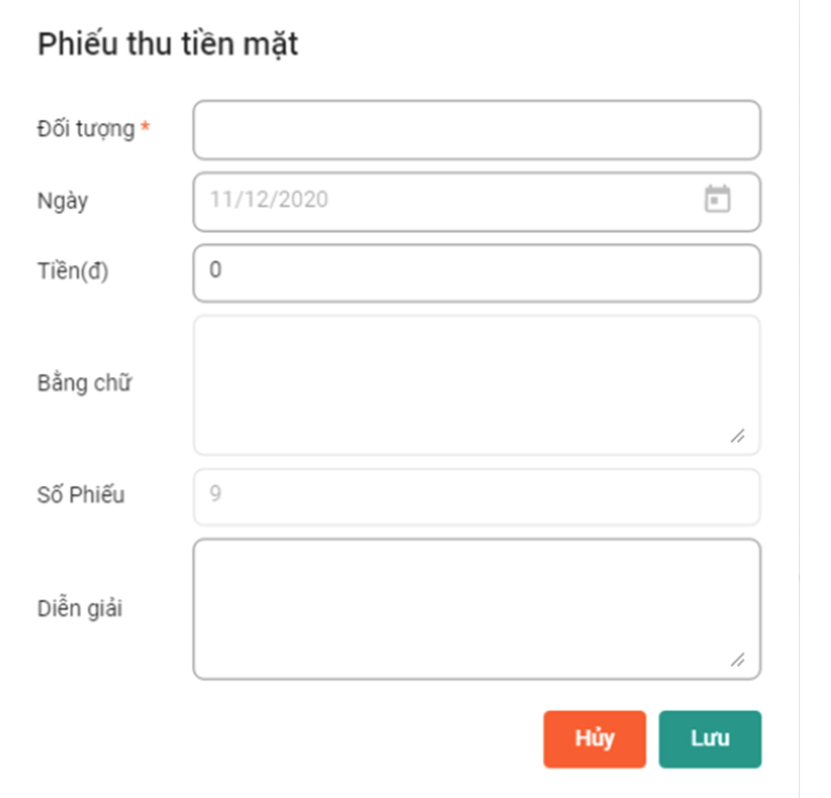 Phiếu thu tiền mặt
Đối tượng *
Ngày 11/12/2020
Tiền(đ) 0
Bằng chữ
Số Phiếu 9
Diễn giải
Hủy Lưu